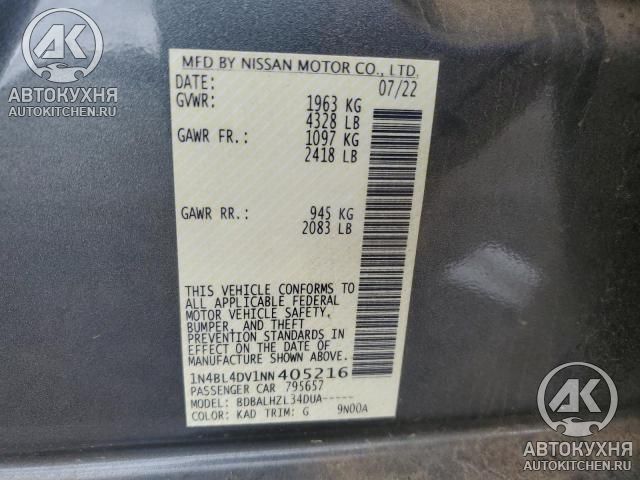 MFD BY NISSAN MOTOR CO., LTD.
DATE: 07/22
GVWR: 1963 KG
4328 LB
GAWR FR.: 1097 KG
2418 LB
GAWR RR.: 945 KG
2083 LB
THIS VEHICLE CONFORMS TO
ALL APPLICABLE FEDERAL
MOTOR VEHICLE SAFETY,
BUMPER, AND THEFT
PREVENTION STANDARDS IN
EFFECT ON THE DATE OF
MANUFACTURE SHOWN ABOVE.
1N4BL4DV1NN405216
PASSENGER CAR 795657
MODEL: BDBALHZL34DUA-----
COLOR: KAD TRIM: G 9N00A
АВТОКУХНЯ
AUTOKITCHEN.RU
АВТОКУХНЯ
AUTOKITCHEN.RU